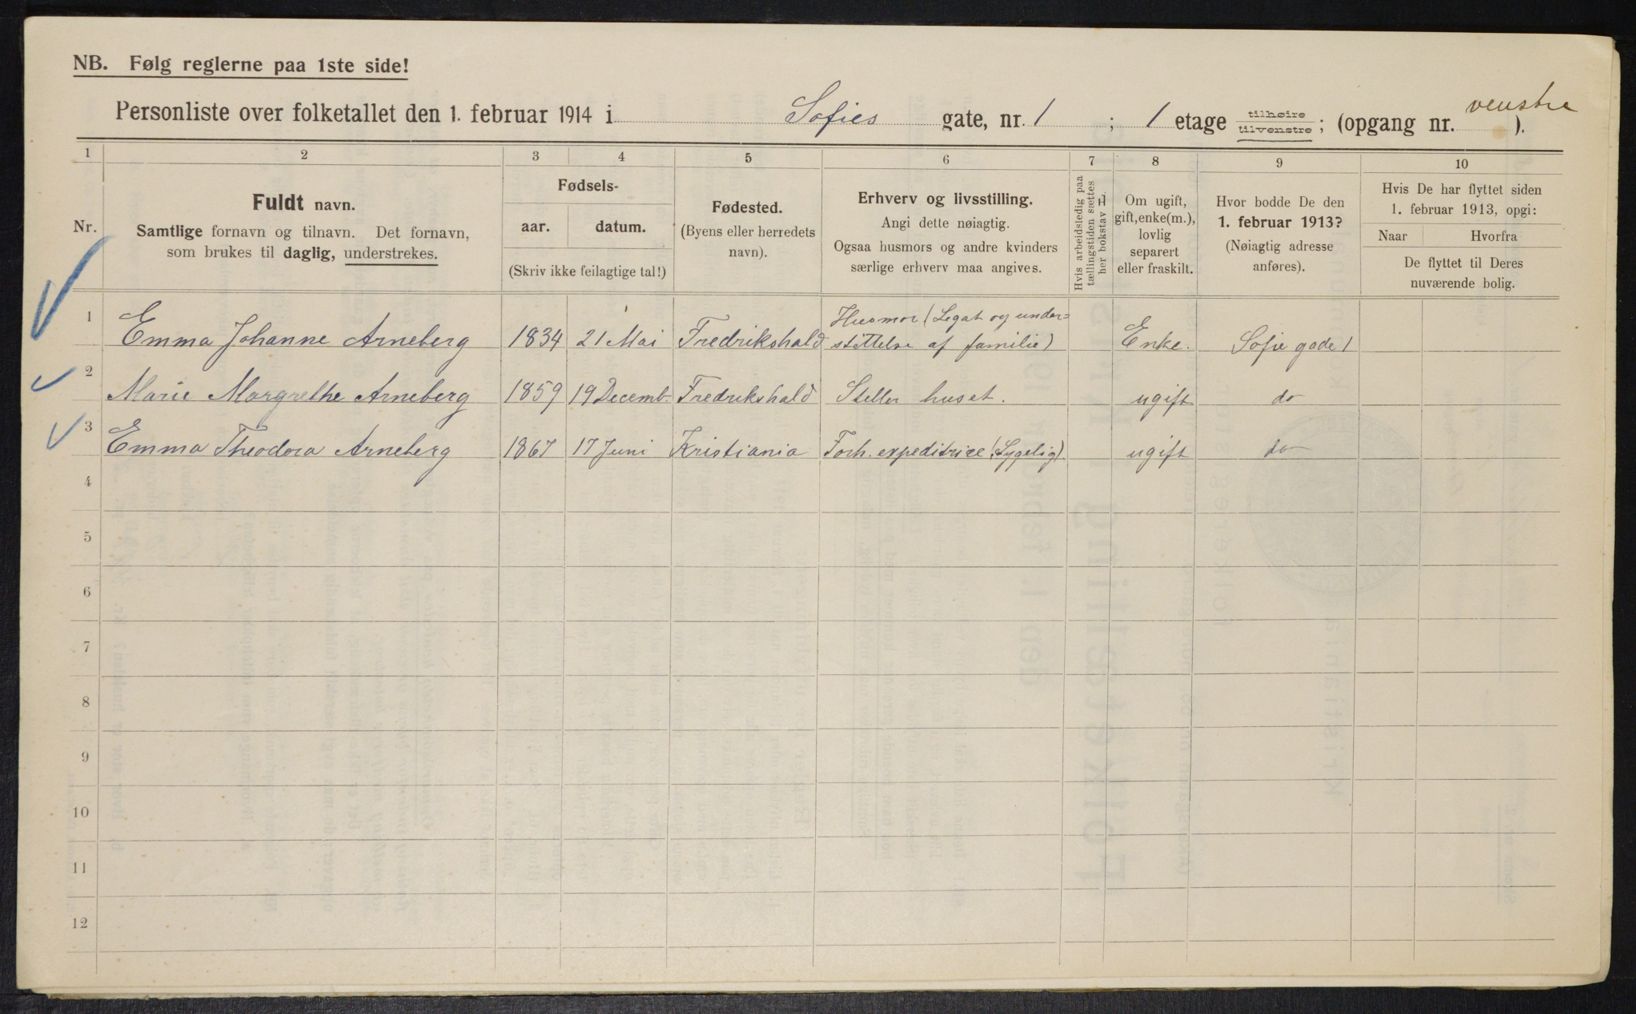 NB. Følg reglerne paa 1ste side!
Personliste over folketallet den 1. februar 1914 i Sofies gate, nr. 1 ; 1 etage tilhøire tilvenstre ; (opgang nr. venstre ).
1 2 3 4 5 6 7 8 9 10
Nr.
Fuldt navn.
Samtlige fornavn og tilnavn. Det fornavn,
som brukes til daglig, understrekes.
Fødsels-
aar. datum.
(Skriv ikke feilagtige tal!)
Fødested.
(Byens eller herredets
navn).
Erhverv og livsstilling.
Angi dette nøiagtig.
Ogsaa husmors og andre kvinders
særlige erhverv maa angives.
Hvis arbeidsledig paa
tællingstiden sættes
her bokstav L.
Om ugift,
gift, enke(m.),
lovlig
separert
eller fraskilt.
Hvor bodde De den
1. februar 1913?
(Nøiagtig adresse
anføres).
Hvis De har flyttet siden
1. februar 1913, opgi:
Naar Hvorfra
De flyttet til Deres
nuværende bolig.
1 Emma Johanne Arneberg 1834 21 Mai Fredrikshald Husmor (Legat og under=
støttelse af familie) Enke. Sofie gade 1
2 Marie Margrethe Arneberg 1859 19 Decemb Fredrikshald Steller huset. ugift do
3 Emma Theodora Arneberg 1867 17 Juni Kristiania Forh. expeditrice (Sygelig) ugift do
4
5
6
7
8
9
10
11
12